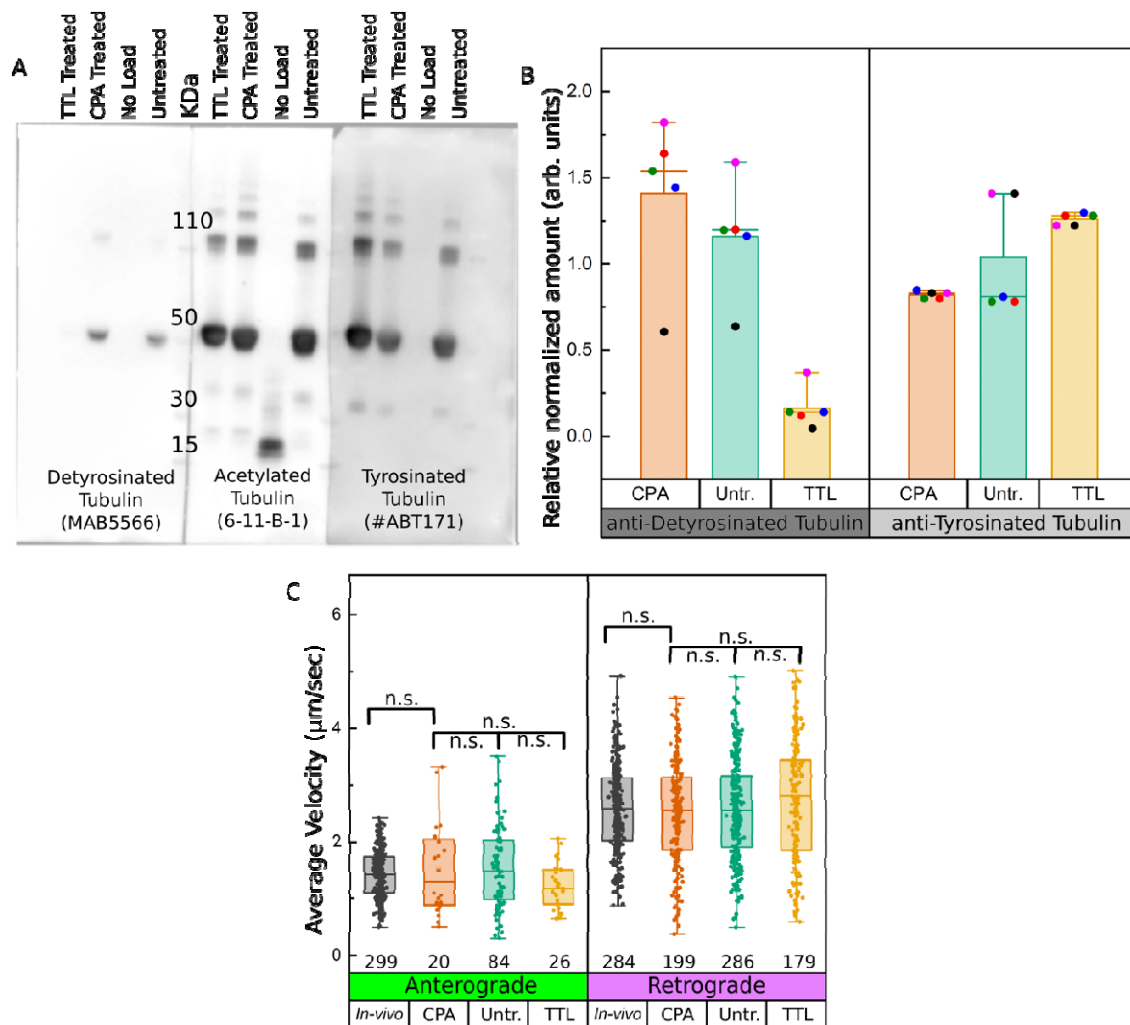 A
TTL Treated
CPA Treated
No Load
Untreated
KDa
TTL Treated
CPA Treated
No Load
Untreated
TTL Treated
CPA Treated
No Load
Untreated
110
50
30
15
Detyrosinated
Tubulin
(MAB5566)
Acetylated
Tubulin
(6-11-B-1)
Tyrosinated
Tubulin
(#ABT171)
B
Relative normalized amount (arb. units)
2.0
1.5
1.0
0.5
0.0
CPA Untr. TTL CPA Untr. TTL
anti-Detyrosinated Tubulin anti-Tyrosinated Tubulin
C
Average Velocity (μm/sec)
6
4
2
0
n.s.
n.s.
n.s.
n.s.
n.s.
n.s.
n.s.
n.s.
299 20 84 26 284 199 286 179
Anterograde Retrograde
In-vivo CPA Untr. TTL In-vivo CPA Untr. TTL